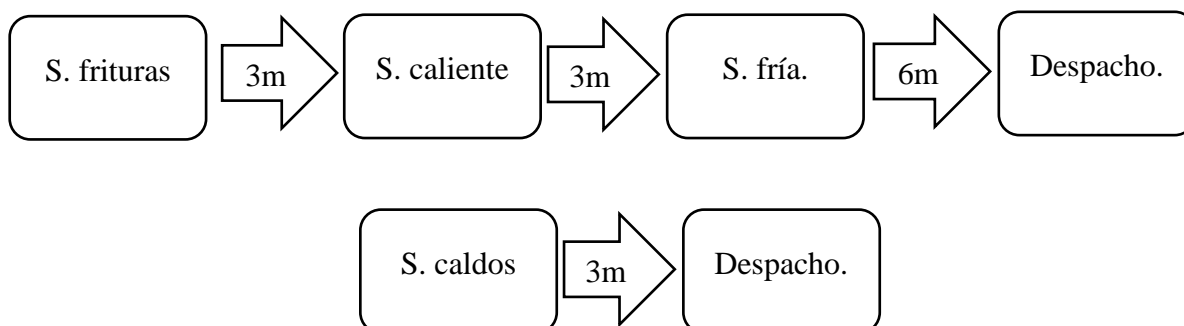 S. frituras 3m S. caliente 3m S. fría. 6m Despacho.
S. caldos 3m Despacho.